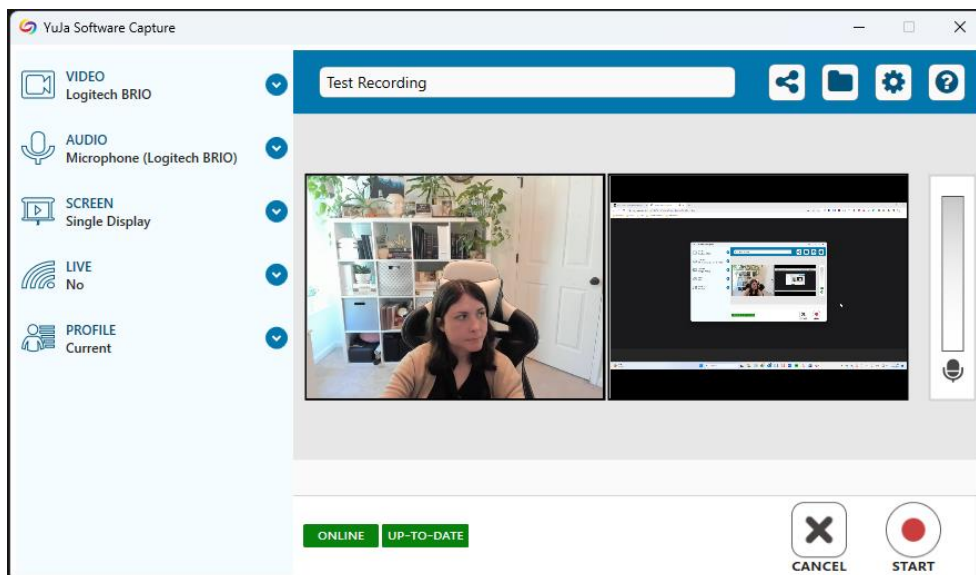 YuJa Software Capture
VIDEO
Logitech BRIO
AUDIO
Microphone (Logitech BRIO)
SCREEN
Single Display
LIVE
No
PROFILE
Current
Test Recording
ONLINE
UP-TO-DATE
CANCEL
START